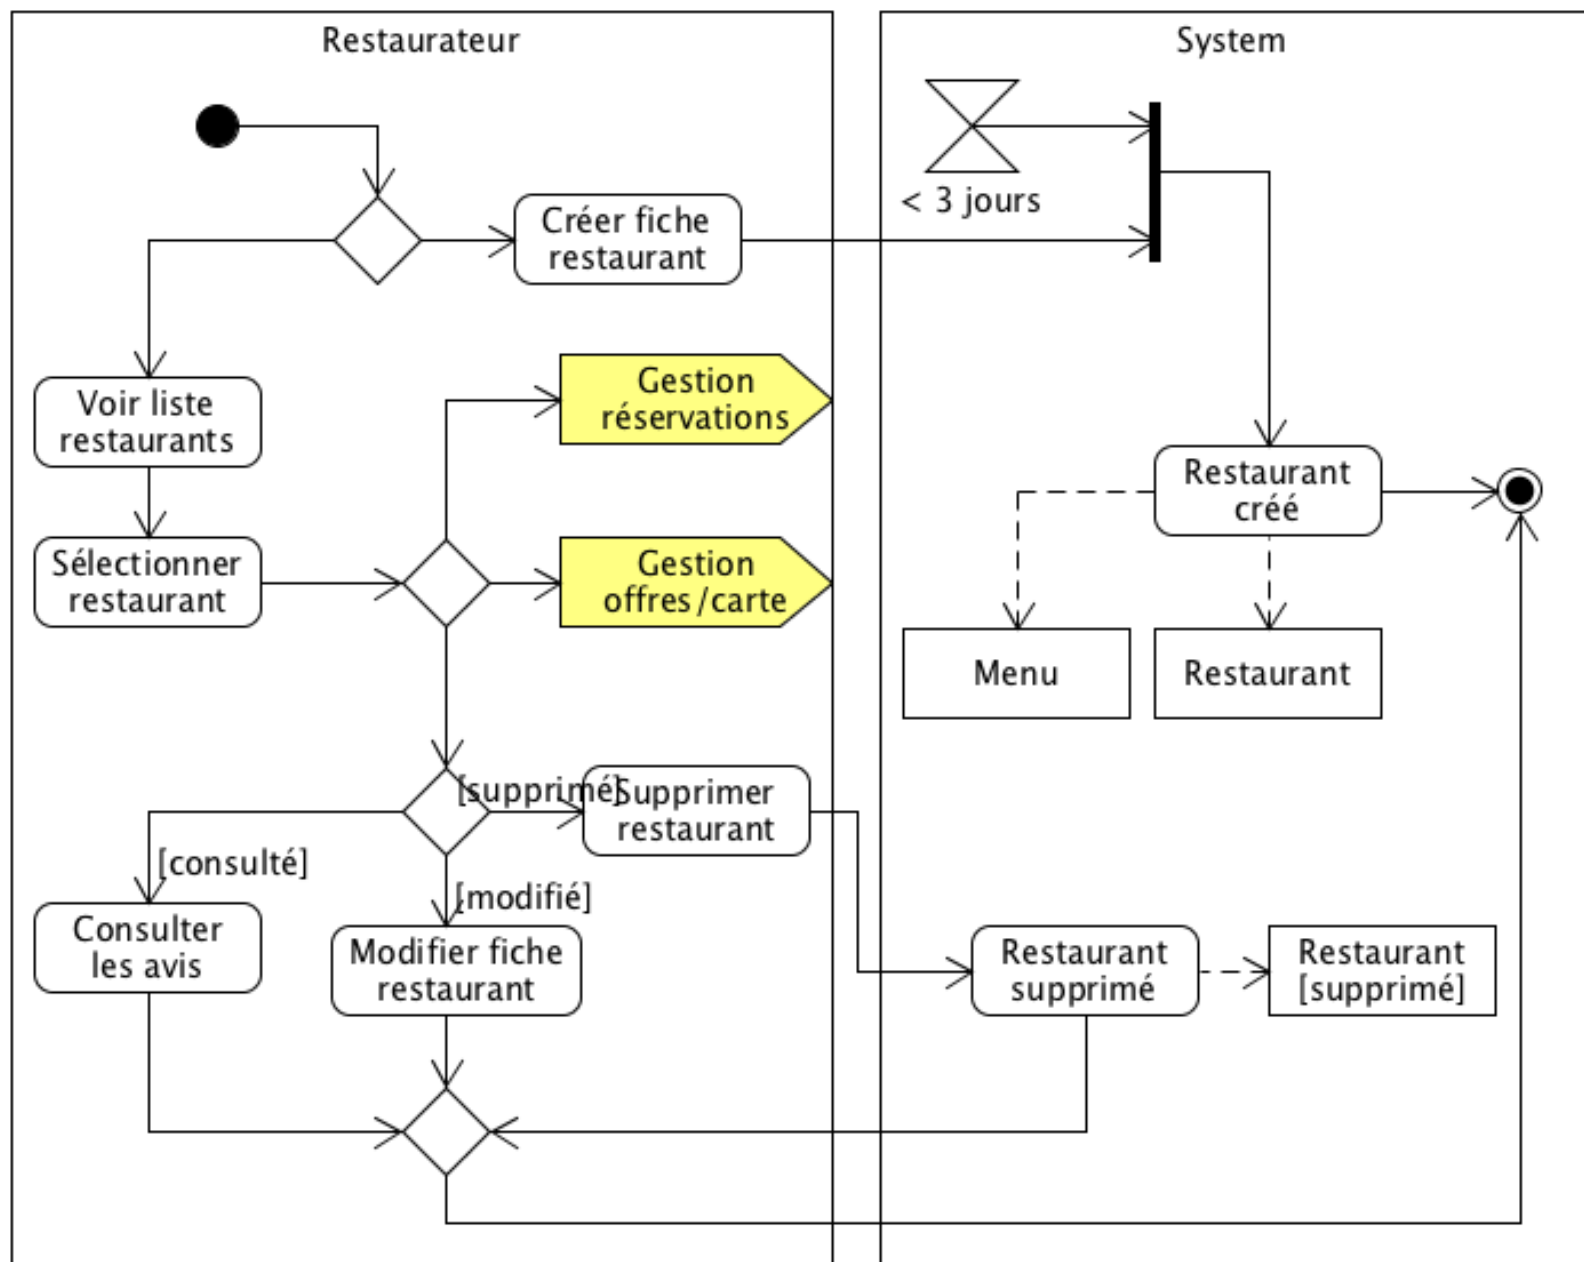 Restaurateur
System
< 3 jours
Créer fiche
restaurant
Voir liste
restaurants
Gestion
réservations
Restaurant
créé
Sélectionner
restaurant
Gestion
offres/carte
Menu
Restaurant
[supprimé]
Supprimer
restaurant
[consulté]
[modifié]
Consulter
les avis
Modifier fiche
restaurant
Restaurant
supprimé
Restaurant
[supprimé]